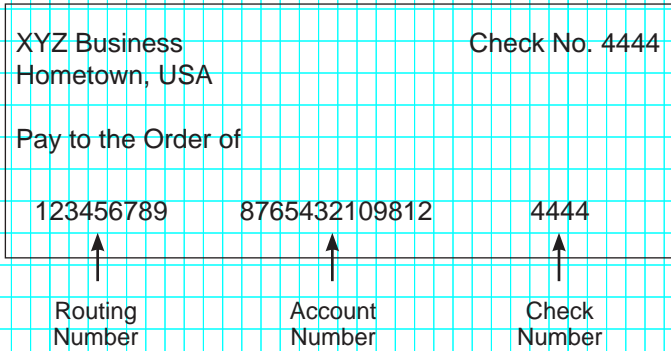 XYZ Business Check No. 4444
Hometown, USA
Pay to the Order of
123456789 8765432109812 4444
Routing Account Check
Number Number Number